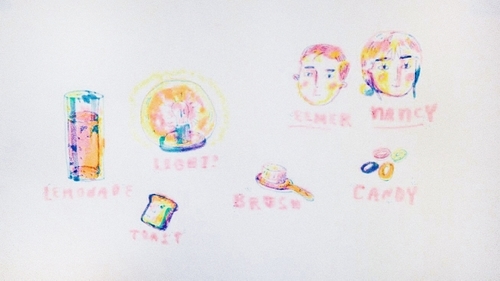 ELMER NANCY
LIGHT?
LEMONADE
BRUSH
CANDY
TOAST